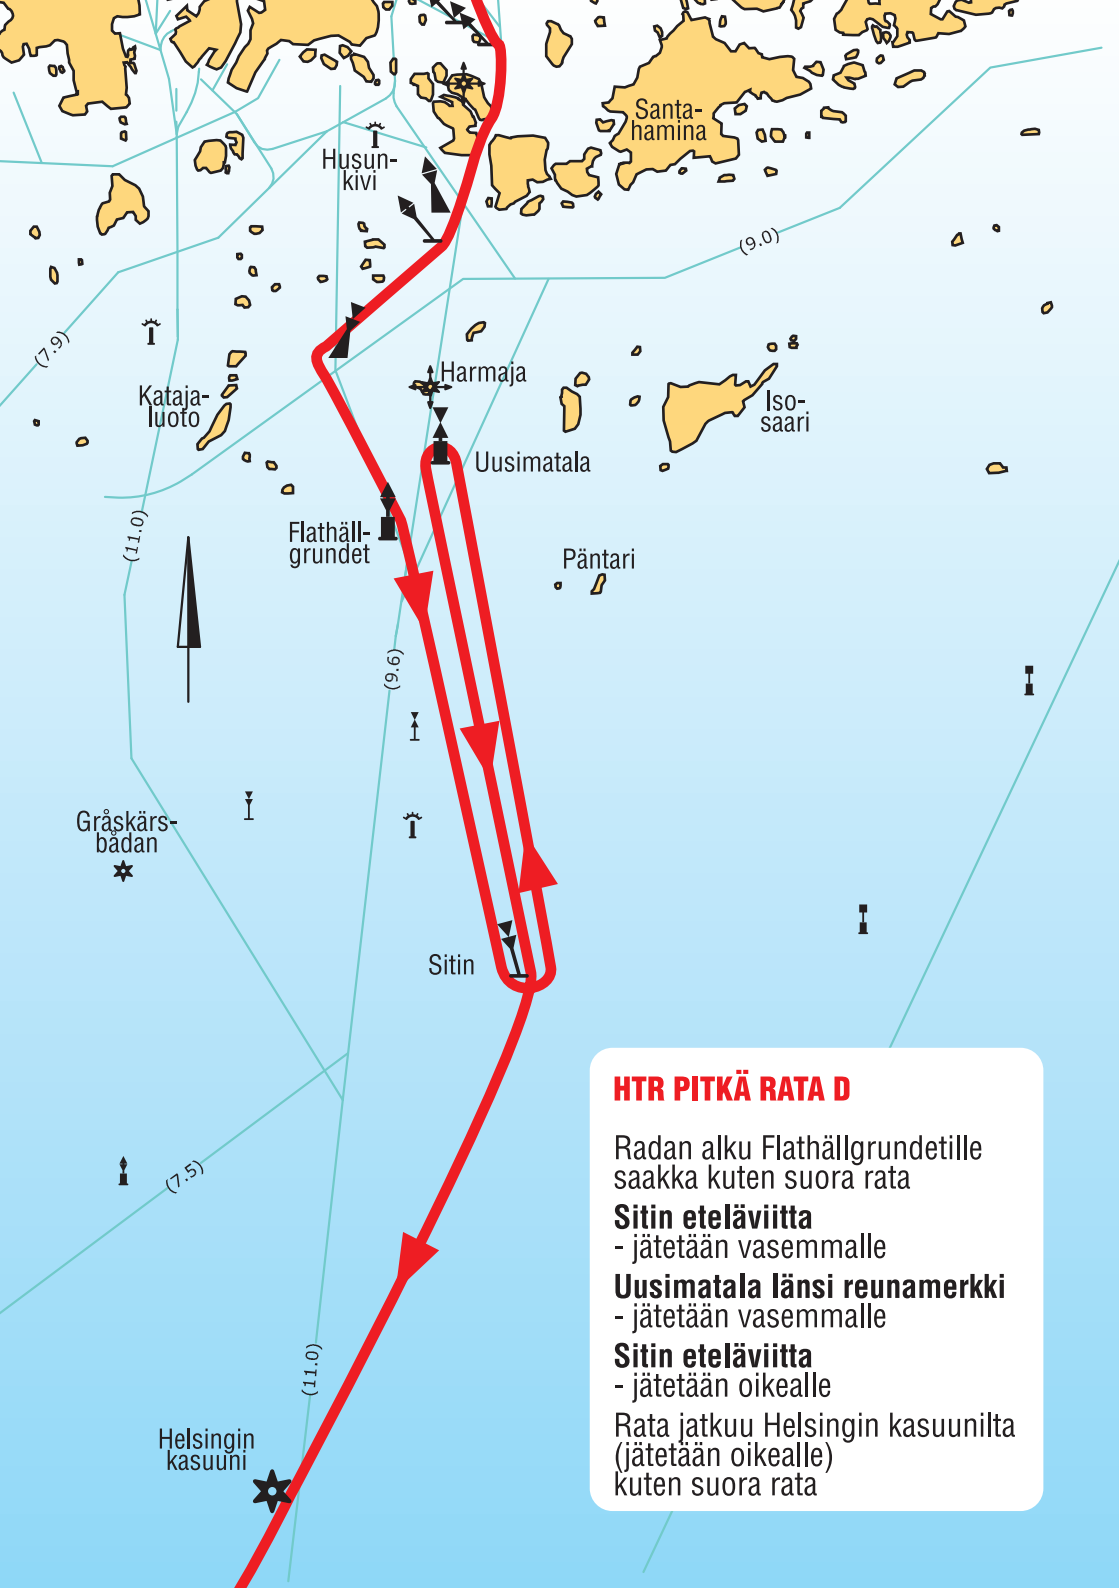 Santa-
hamina
Husun-
kivi
(9.0)
(7.9)
Harmaja
Kataja-
luoto
Iso-
saari
Uusimatala
(11.0)
Flathäll-
grundet
Päntari
(9.6)
Gråskärs-
bådan
Sitin
HTR PITKÄ RATA D
Radan alku Flathällgrundetille
saakka kuten suora rata
Sitin eteläviitta
- jätetään vasemmalle
Uusimatala länsi reunamerkki
- jätetään vasemmalle
Sitin eteläviitta
- jätetään oikealle
Rata jatkuu Helsingin kasuunilta
(jätetään oikealle)
kuten suora rata
(7.5)
(11.0)
Helsingin
kasuuni